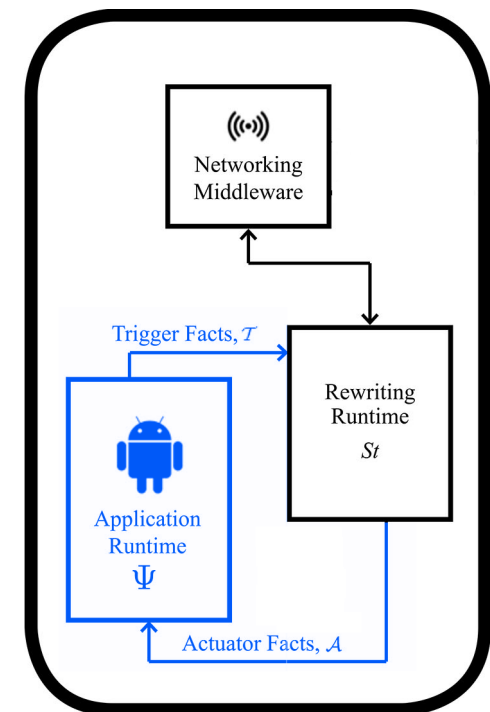 Networking
Middleware
Trigger Facts, 𝒯
Rewriting
Runtime
St
Application
Runtime
Ψ
Actuator Facts, 𝒜